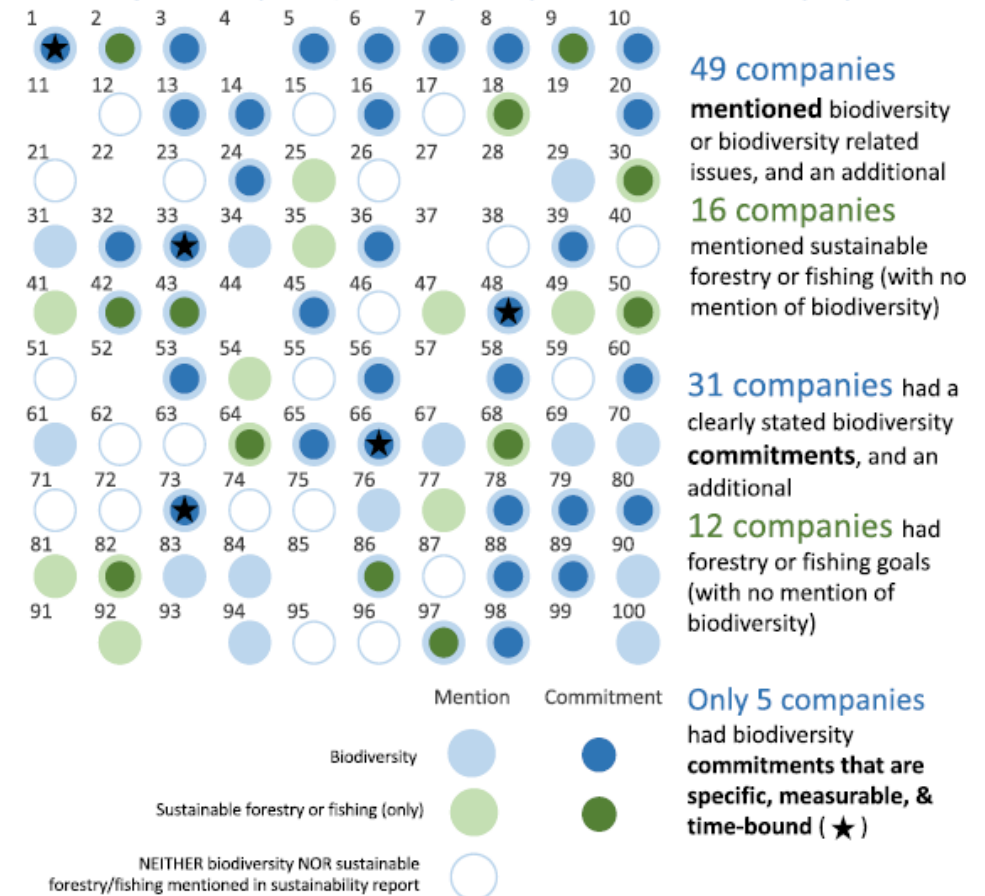 1 2 3 4 5 6 7 8 9 10
11 12 13 14 15 16 17 18 19 20
21 22 23 24 25 26 27 28 29 30
31 32 33 34 35 36 37 38 39 40
41 42 43 44 45 46 47 48 49 50
51 52 53 54 55 56 57 58 59 60
61 62 63 64 65 66 67 68 69 70
71 72 73 74 75 76 77 78 79 80
81 82 83 84 85 86 87 88 89 90
91 92 93 94 95 96 97 98 99 100
49 companies
mentioned biodiversity
or biodiversity related
issues, and an additional
16 companies
mentioned sustainable
forestry or fishing (with no
mention of biodiversity)
31 companies had a
clearly stated biodiversity
commitments, and an
additional
12 companies had
forestry or fishing goals
(with no mention of
biodiversity)
Only 5 companies
had biodiversity
commitments that are
specific, measurable, &
time-bound ( ★ )
Mention Commitment
Biodiversity
Sustainable forestry or fishing (only)
NEITHER biodiversity NOR sustainable
forestry/fishing mentioned in sustainability report